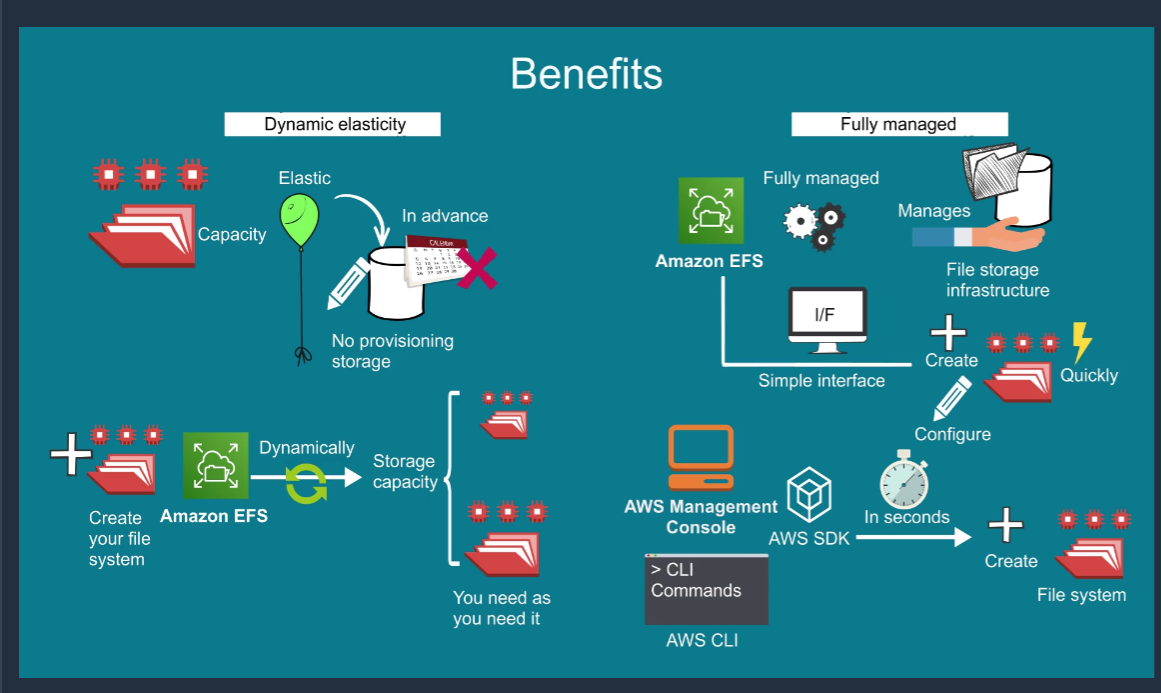 Benefits
Dynamic elasticity
Elastic
In advance
Capacity
CALENDAR
No provisioning
storage
Create
your file
system
Amazon EFS
Dynamically
Storage
capacity
You need as
you need it
Fully managed
Fully managed
Manages
Amazon EFS
File storage
infrastructure
I/F
Simple interface
Create
Quickly
Configure
AWS Management
Console
AWS SDK
In seconds
Create
File system
> CLI
Commands
AWS CLI